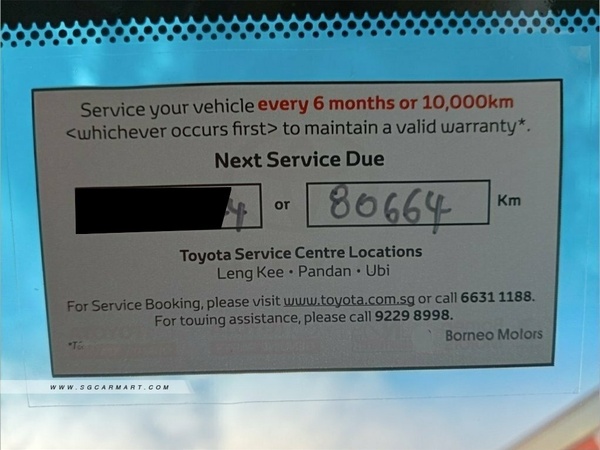 Service your vehicle every 6 months or 10,000km
<whichever occurs first> to maintain a valid warranty*.
Next Service Due
4 or 80664 Km
Toyota Service Centre Locations
Leng Kee • Pandan • Ubi
For Service Booking, please visit www.toyota.com.sg or call 6631 1188.
For towing assistance, please call 9229 8998.
Borneo Motors
WWW.SGCARMART.COM